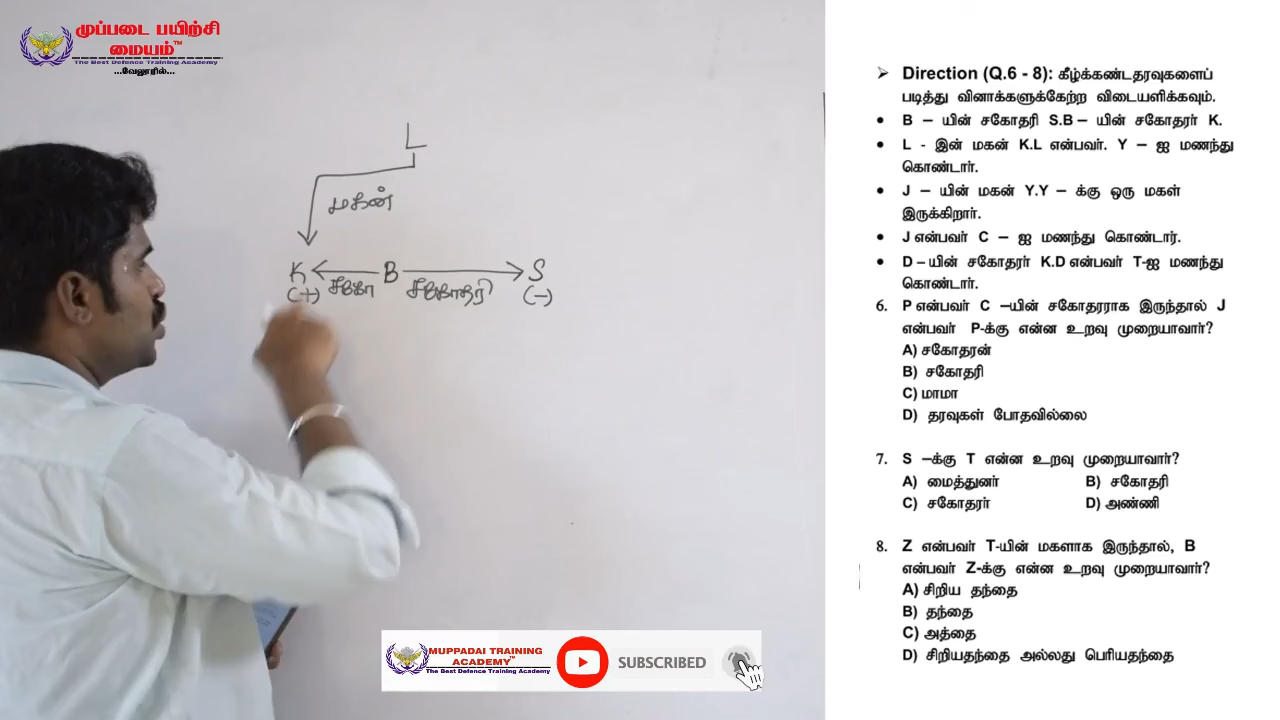 முப்படை பயிற்சி
மையம்™
The Best Defence Training Academy
...வேலூரில்...
L
மகன்
K B S
(+) சகோ சகோதரி (-)
➢ Direction (Q.6 - 8): கீழ்க்கண்டதரவுகளைப்
படித்து வினாக்களுக்கேற்ற விடையளிக்கவும்.
• B – யின் சகோதரி S.B – யின் சகோதரர் K.
• L - இன் மகன் K.L என்பவர். Y – ஐ மணந்து
கொண்டார்.
• J – யின் மகன் Y.Y – க்கு ஒரு மகள்
இருக்கிறார்.
• J என்பவர் C – ஐ மணந்து கொண்டார்.
• D – யின் சகோதரர் K.D என்பவர் T-ஐ மணந்து
கொண்டார்.
6. P என்பவர் C –யின் சகோதரராக இருந்தால் J
என்பவர் P-க்கு என்ன உறவு முறையாவார்?
A) சகோதரன்
B) சகோதரி
C) மாமா
D) தரவுகள் போதவில்லை
7. S –க்கு T என்ன உறவு முறையாவார்?
A) மைத்துனர் B) சகோதரி
C) சகோதரர் D) அண்ணி
8. Z என்பவர் T-யின் மகளாக இருந்தால், B
என்பவர் Z-க்கு என்ன உறவு முறையாவார்?
A) சிறிய தந்தை
B) தந்தை
C) அத்தை
D) சிறியதந்தை அல்லது பெரியதந்தை
MUPPADAI TRAINING
ACADEMY™
The Best Defence Training Academy
SUBSCRIBED